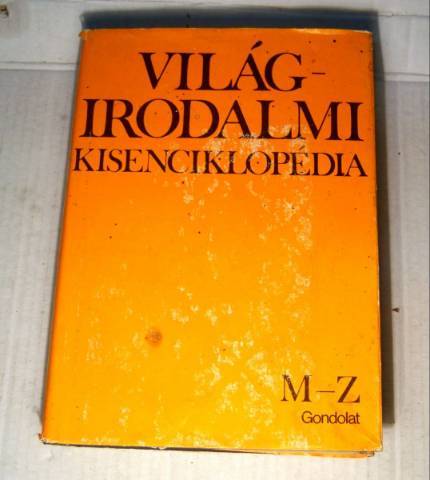 VILÁG-
IRODALMI
KISENCIKLOPÉDIA
M–Z
Gondolat